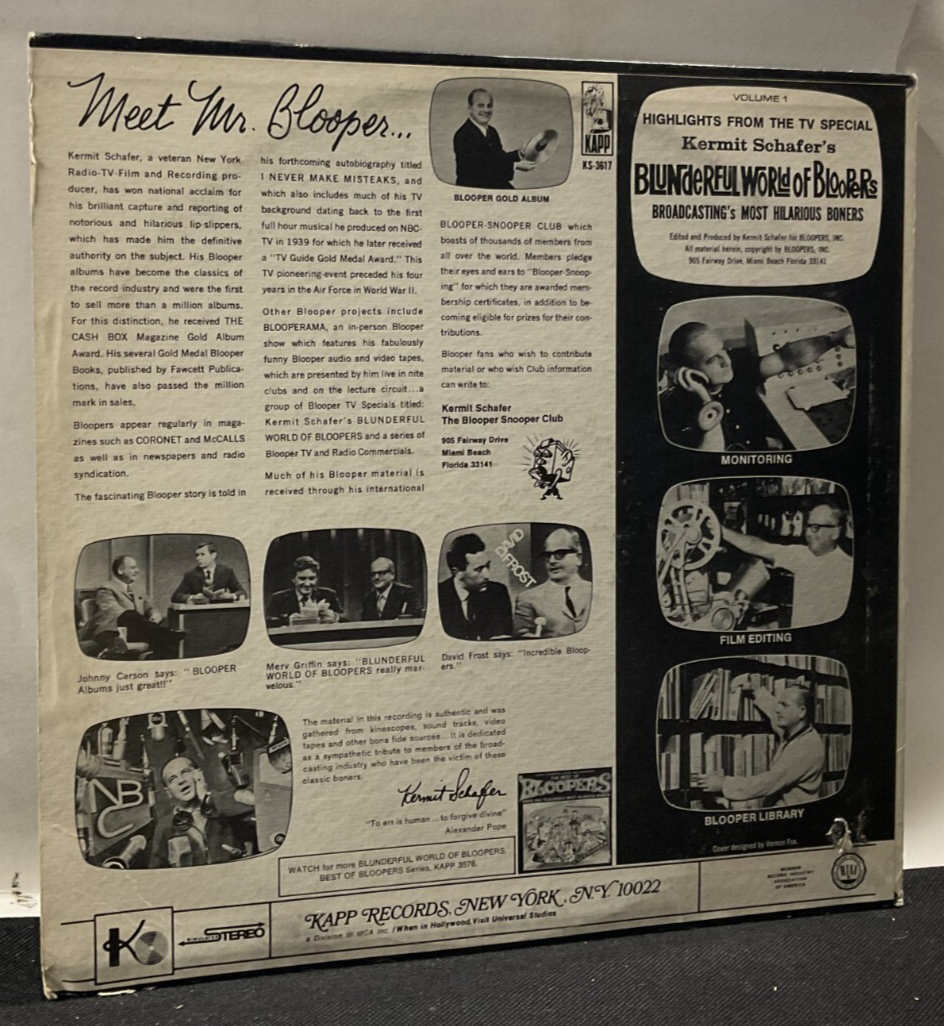 Meet Mr. Blooper...
Kermit Schafer, a veteran New York
Radio-TV-Film and Recording pro-
ducer, has won national acclaim for
his brilliant capture and reporting of
notorious and hilarious lip-slippers,
which has made him the definitive
authority on the subject. His Blooper
albums have become the classics of
the record industry and were the first
to sell more than a million albums.
For this distinction, he received THE
CASH BOX Magazine Gold Album
Award. His several Gold Medal Blooper
Books, published by Fawcett Publica-
tions, have also passed the million
mark in sales.
Bloopers appear regularly in maga-
zines such as CORONET and McCALLS
as well as in newspapers and radio
syndication.
The fascinating Blooper story is told in
his forthcoming autobiography titled
I NEVER MAKE MISTEAKS, and
which also includes much of his TV
background dating back to the first
full hour musical he produced on NBC-
TV in 1939 for which he later received
a "TV Guide Gold Medal Award." This
TV pioneering event preceded his four
years in the Air Force in World War II.
Other Blooper projects include
BLOOPERAMA, an in-person Blooper
show which features his fabulously
funny Blooper audio and video tapes,
which are presented by him live in nite
clubs and on the lecture circuit...a
group of Blooper TV Specials titled:
Kermit Schafer's BLUNDERFUL
WORLD OF BLOOPERS and a series of
Blooper TV and Radio Commercials.
Much of his Blooper material is
received through his international
BLOOPER GOLD ALBUM
BLOOPER-SNOOPER CLUB which
boasts of thousands of members from
all over the world. Members pledge
their eyes and ears to "Blooper-Snoop-
ing" for which they are awarded mem-
bership certificates, in addition to be-
coming eligible for prizes for their con-
tributions.
Blooper fans who wish to contribute
material or who wish Club information
can write to:
Kermit Schafer
The Blooper Snooper Club
905 Fairway Drive
Miami Beach
Florida 33141
KAPP
KS-3617
VOLUME 1
HIGHLIGHTS FROM THE TV SPECIAL
Kermit Schafer's
BLUNDERFUL WORLD OF BLOOPERS
BROADCASTING'S MOST HILARIOUS BONERS
Edited and Produced by Kermit Schafer for BLOOPERS, INC.
All material herein, copyright by BLOOPERS, INC.
905 Fairway Drive, Miami Beach Florida 33141
MONITORING
FILM EDITING
BLOOPER LIBRARY
Cover designed by Vernon Fox.
DAVID
FROST
Johnny Carson says: "BLOOPER
Albums just great!!"
Merv Griffin says: "BLUNDERFUL
WORLD OF BLOOPERS really mar-
velous."
David Frost says: "Incredible Bloop-
ers."
NBC
The material in this recording is authentic and was
gathered from kinescopes, sound tracks, video
tapes and other bona fide sources... It is dedicated
as a sympathetic tribute to members of the broad-
casting industry who have been the victim of these
classic boners.
Kermit Schafer
"To err is human ... to forgive divine"
Alexander Pope
BLOOPERS
WATCH for more BLUNDERFUL WORLD OF BLOOPERS.
BEST OF BLOOPERS Series, KAPP 3576.
K
STEREO
KAPP RECORDS, NEW YORK, N.Y. 10022
a Division of MCA Inc. / When in Hollywood, Visit Universal Studios
MEMBER
RECORD INDUSTRY
ASSOCIATION
OF AMERICA